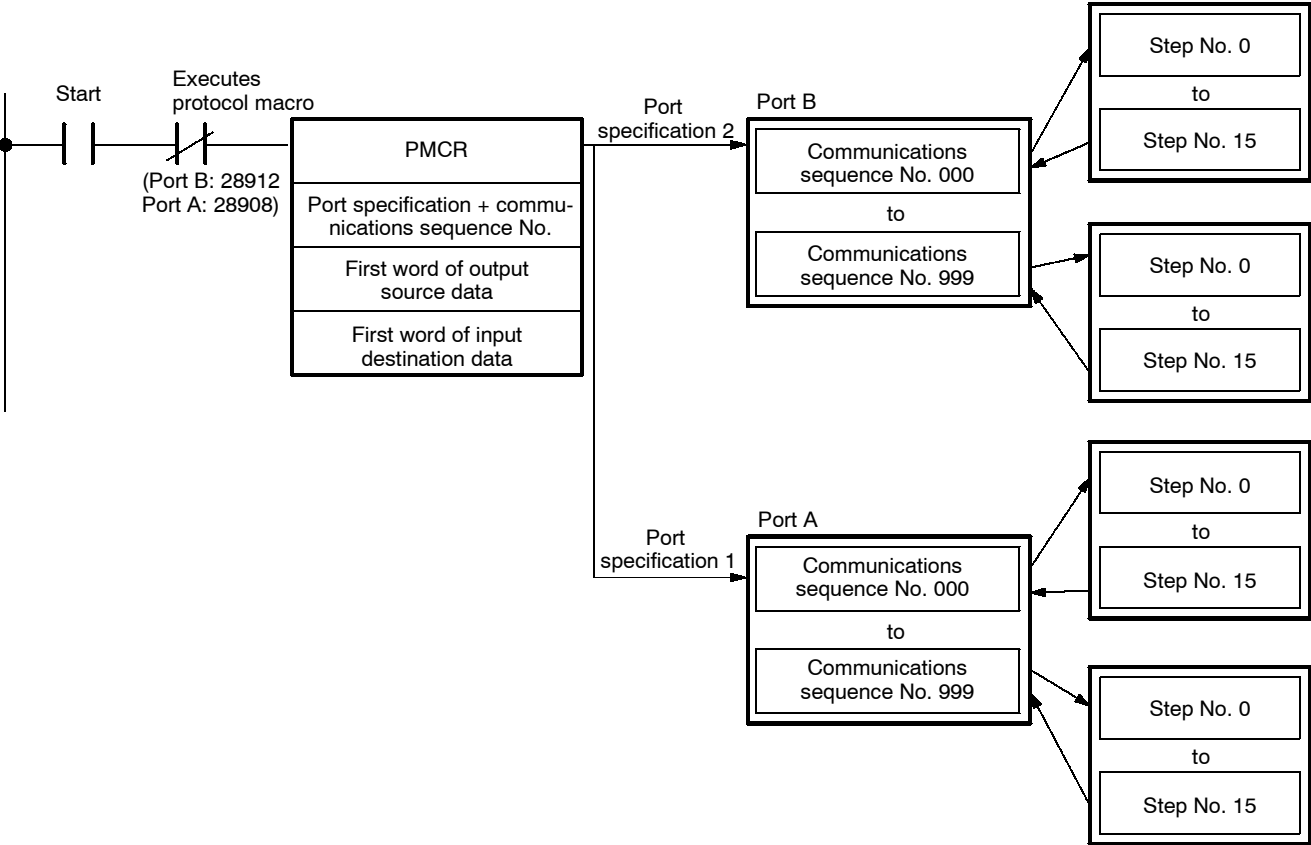 Start
Executes
protocol macro
(Port B: 28912
Port A: 28908)
PMCR
Port specification + commu-
nications sequence No.
First word of output
source data
First word of input
destination data
Port
specification 2
Port B
Communications
sequence No. 000
to
Communications
sequence No. 999
Step No. 0
to
Step No. 15
Step No. 0
to
Step No. 15
Port
specification 1
Port A
Communications
sequence No. 000
to
Communications
sequence No. 999
Step No. 0
to
Step No. 15
Step No. 0
to
Step No. 15